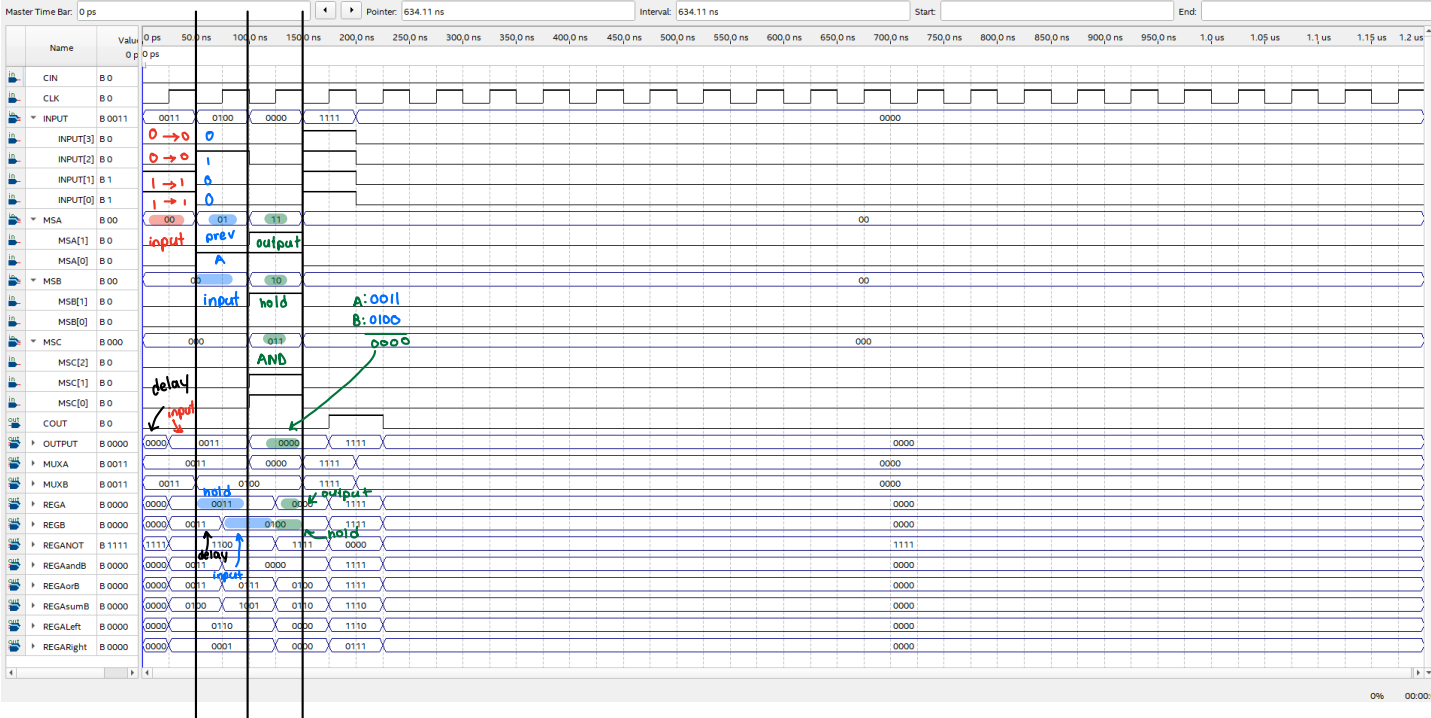 Master Time Bar: 0 ps Pointer: 634.11 ns Interval: 634.11 ns Start: End:
Name Valu 0 p
0 ps 50.0 ns 100.0 ns 150.0 ns 200.0 ns 250.0 ns 300.0 ns 350.0 ns 400.0 ns 450.0 ns 500.0 ns 550.0 ns 600.0 ns 650.0 ns 700.0 ns 750.0 ns 800.0 ns 850.0 ns 900.0 ns 950.0 ns 1.0 us 1.05 us 1.1 us 1.15 us 1.2 us
0 ps
CIN B 0
CLK B 0
INPUT B 0011 0011 0100 0000 1111 0000
INPUT[3] B 0 0 → 0 0
INPUT[2] B 0 0 → 0 1
INPUT[1] B 1 1 → 1 0
INPUT[0] B 1 1 → 1 0
MSA B 00 00 01 11 00
MSA[1] B 0 input prev output
MSA[0] B 0 A
MSB B 00 00 10 00
MSB[1] B 0 input hold A: 0011
MSB[0] B 0 B: 0100
MSC B 000 000 011 000 0000
MSC[2] B 0 AND
MSC[1] B 0 delay
MSC[0] B 0 input
COUT B 0
OUTPUT B 0000 0000 0011 0000 1111 0000
MUXA B 0011 0011 0000 1111 0000
MUXB B 0011 0011 0100 1111 0000
hold output
REGA B 0000 0000 0011 0000 1111 0000
REGB B 0000 0000 0011 0100 1111 0000
hold
REGANOT B 1111 1111 1100 1111 0000 1111
delay
REGAandB B 0000 0000 0011 0000 1111 0000
input
REGAorB B 0000 0000 0011 0111 0100 1111 0000
REGAsumB B 0000 0000 0100 1001 0110 1110 0000
REGALeft B 0000 0000 0110 0000 1110 0000
REGARight B 0000 0000 0001 0000 0111 0000
0% 00:00: